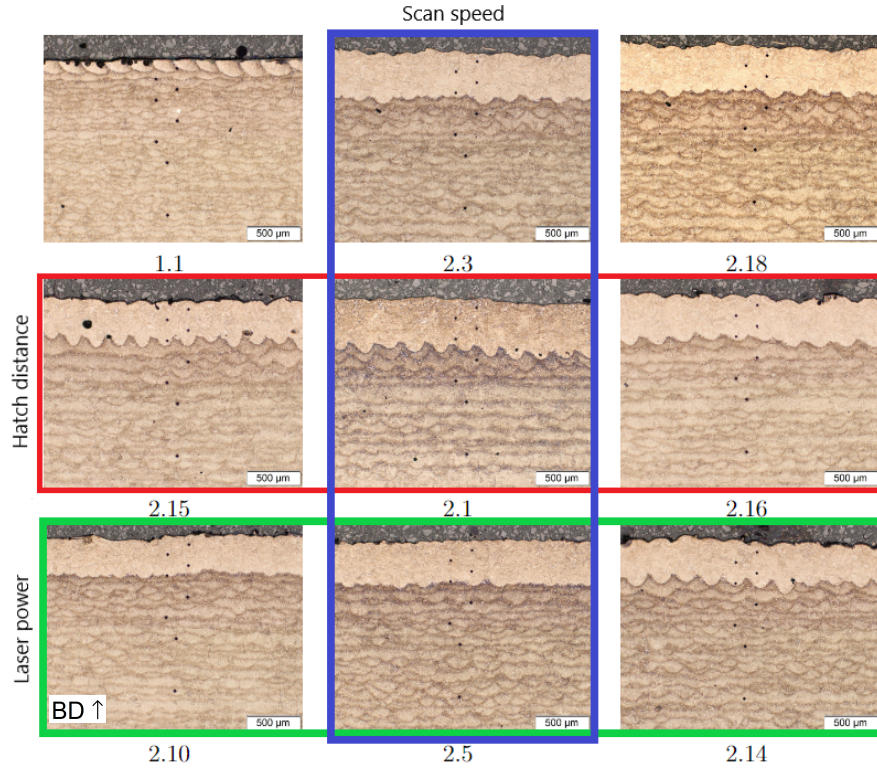 Scan speed
500 µm
500 µm
500 µm
1.1
2.3
2.18
Hatch distance
500 µm
500 µm
500 µm
2.15
2.1
2.16
Laser power
BD ↑
500 µm
500 µm
500 µm
2.10
2.5
2.14